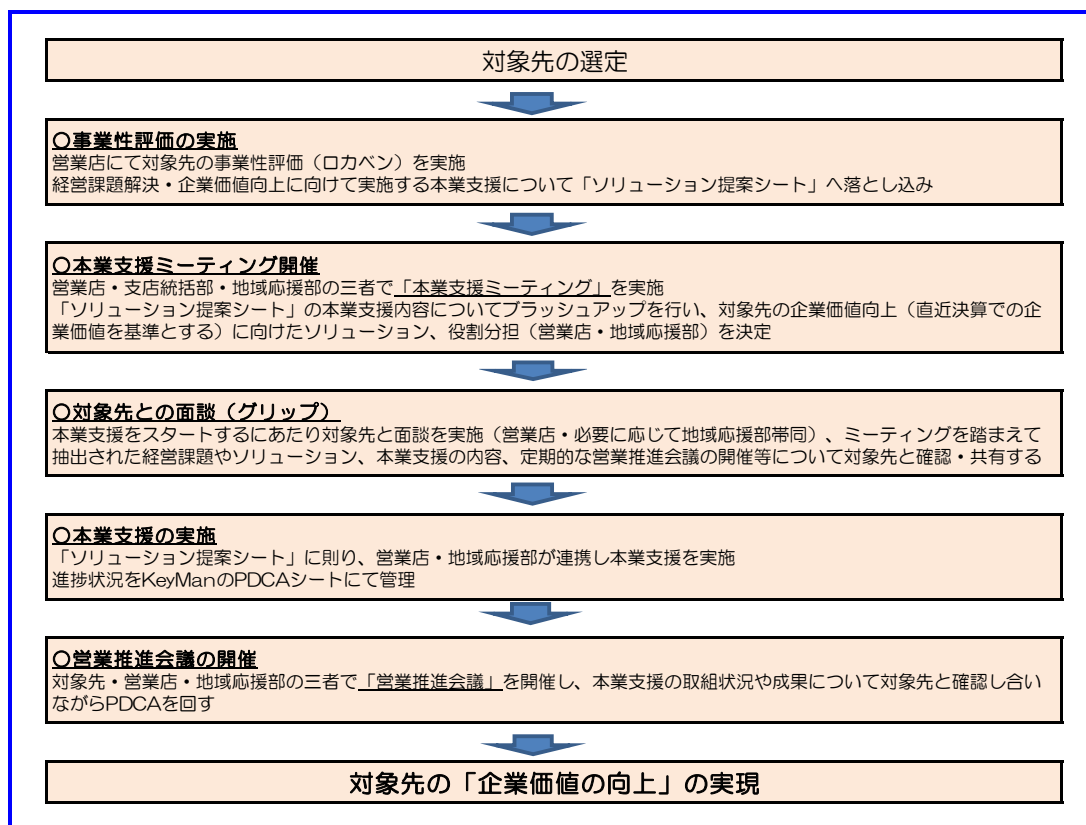 対象先の選定
〇事業性評価の実施
営業店にて対象先の事業性評価（ロカベン）を実施
経営課題解決・企業価値向上に向けて実施する本業支援について「ソリューション提案シート」へ落とし込み
〇本業支援ミーティング開催
営業店・支店統括部・地域応援部の三者で「本業支援ミーティング」を実施
「ソリューション提案シート」の本業支援内容についてブラッシュアップを行い、対象先の企業価値向上（直近決算での企
業価値を基準とする）に向けたソリューション、役割分担（営業店・地域応援部）を決定
〇対象先との面談（グリップ）
本業支援をスタートするにあたり対象先と面談を実施（営業店・必要に応じて地域応援部帯同）、ミーティングを踏まえて
抽出された経営課題やソリューション、本業支援の内容、定期的な営業推進会議の開催等について対象先と確認・共有する
〇本業支援の実施
「ソリューション提案シート」に則り、営業店・地域応援部が連携し本業支援を実施
進捗状況をKeyManのPDCAシートにて管理
〇営業推進会議の開催
対象先・営業店・地域応援部の三者で「営業推進会議」を開催し、本業支援の取組状況や成果について対象先と確認し合い
ながらPDCAを回す
対象先の「企業価値の向上」の実現